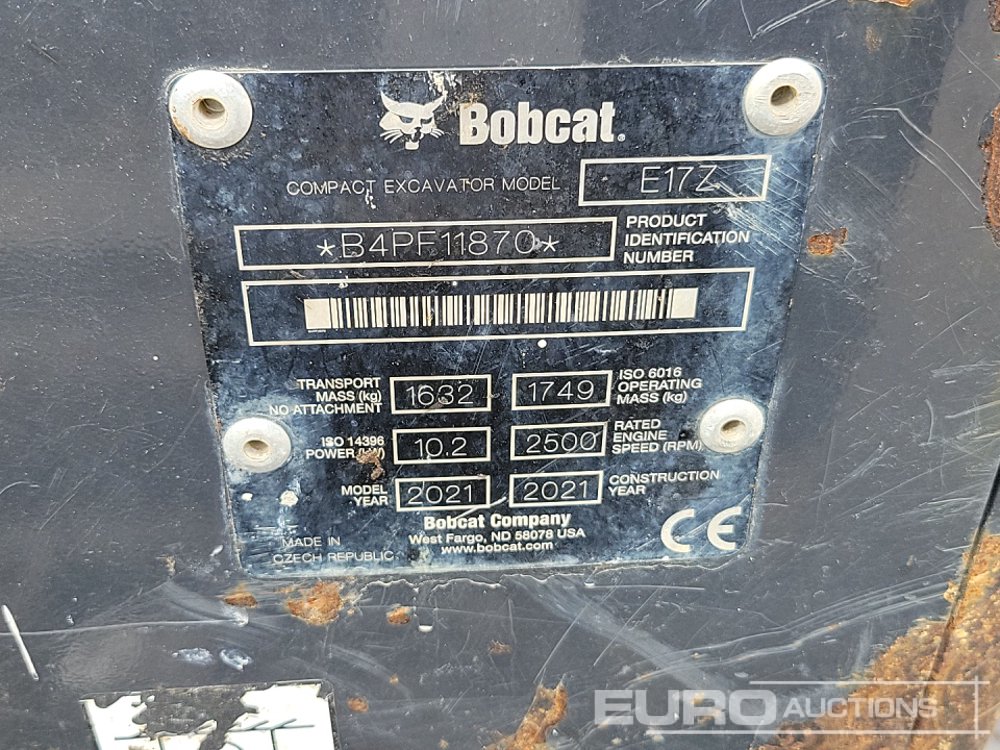 Bobcat.
COMPACT EXCAVATOR MODEL E17Z
*B4PF11870* PRODUCT IDENTIFICATION NUMBER
TRANSPORT MASS (kg) NO ATTACHMENT 1632
1749 ISO 6016 OPERATING MASS (kg)
ISO 14396 POWER (kW) 10.2
2500 RATED ENGINE SPEED (RPM)
MODEL YEAR 2021
2021 CONSTRUCTION YEAR
Bobcat Company
West Fargo, ND 58078 USA
www.bobcat.com
MADE IN
CZECH REPUBLIC
CE
EURO AUCTIONS